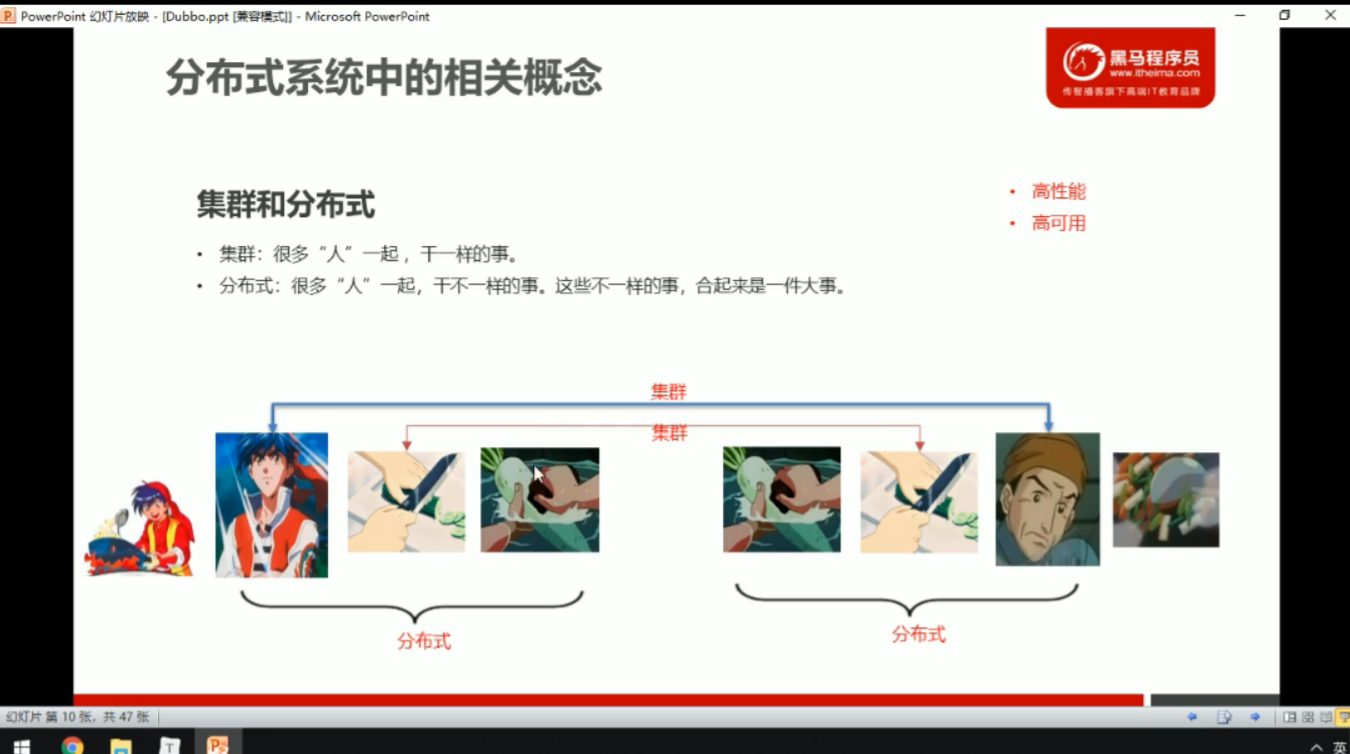 PowerPoint 幻灯片放映 - [Dubbo.ppt [兼容模式]] - Microsoft PowerPoint
分布式系统中的相关概念
黑马程序员
www.itheima.com
传智播客旗下高端IT教育品牌
集群和分布式
• 高性能
• 高可用
• 集群：很多“人”一起，干一样的事。
• 分布式：很多“人”一起，干不一样的事。这些不一样的事，合起来是一件大事。
集群
集群
分布式
分布式
幻灯片 第 10 张，共 47 张
英